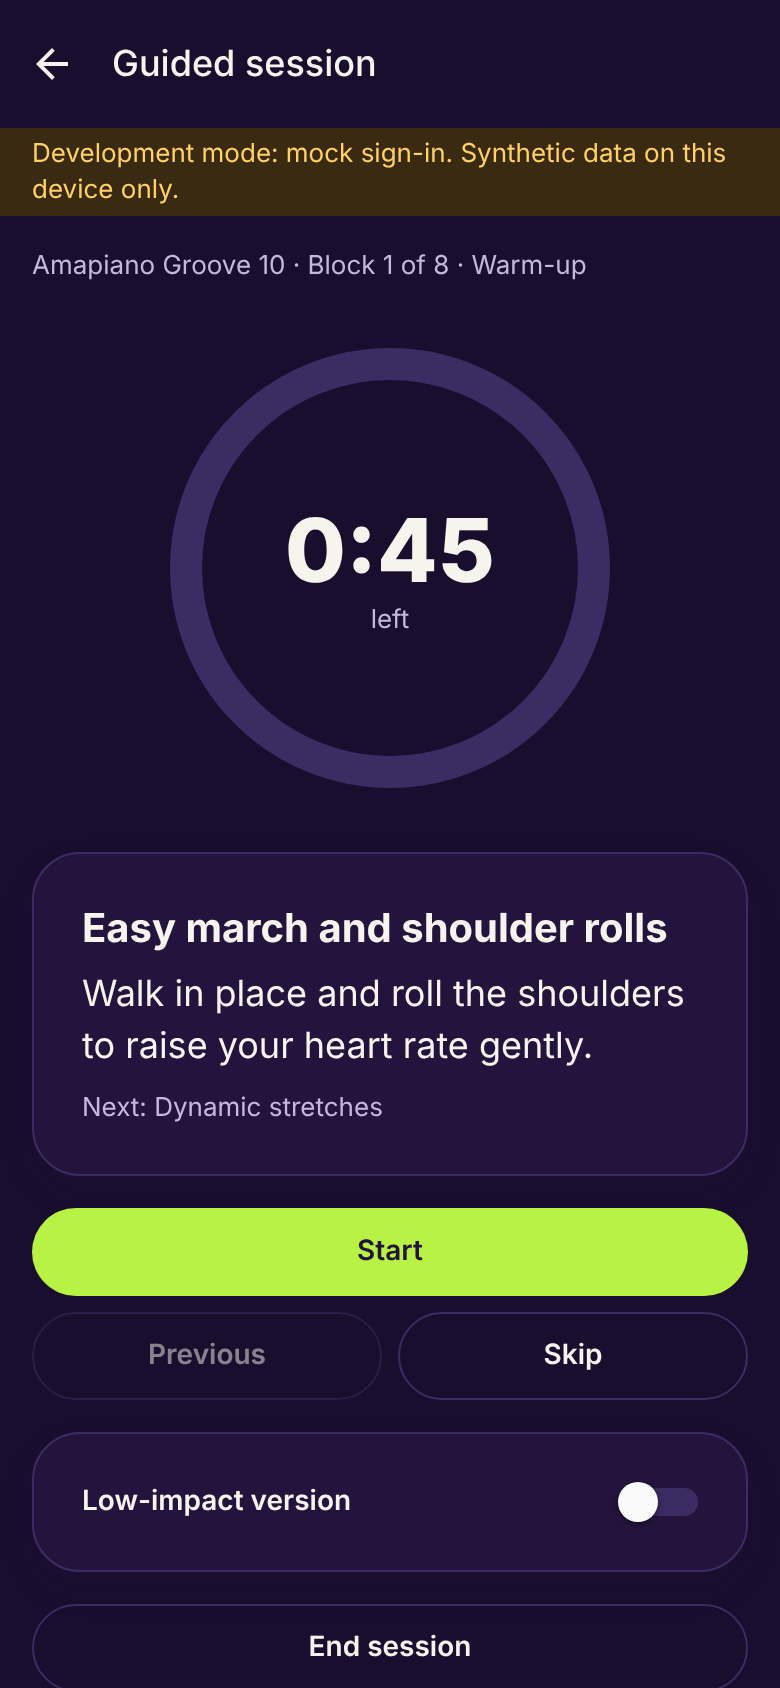 Guided session
Development mode: mock sign-in. Synthetic data on this
device only.
Amapiano Groove 10 · Block 1 of 8 · Warm-up
0:45
left
Easy march and shoulder rolls
Walk in place and roll the shoulders
to raise your heart rate gently.
Next: Dynamic stretches
Start
Previous
Skip
Low-impact version
End session